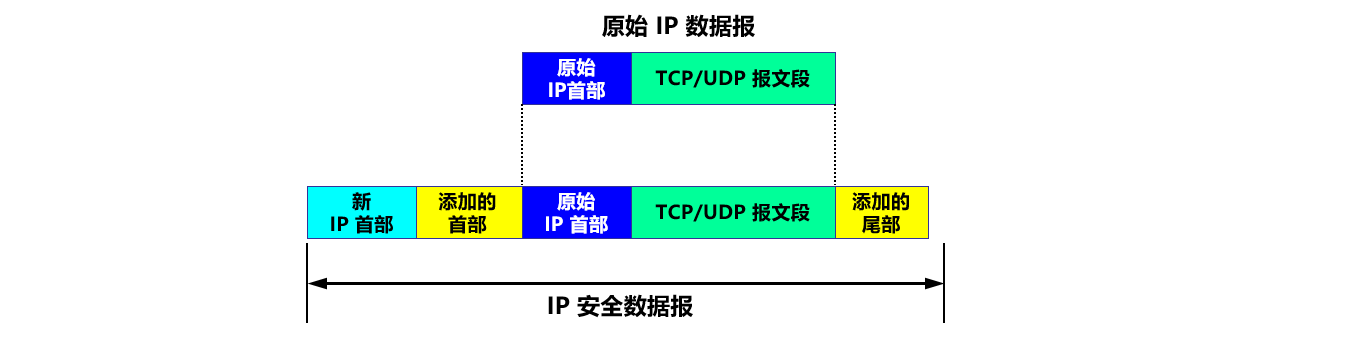 原始 IP 数据报
原始
IP首部
TCP/UDP 报文段
新
IP 首部
添加的
首部
原始
IP 首部
TCP/UDP 报文段
添加的
尾部
IP 安全数据报